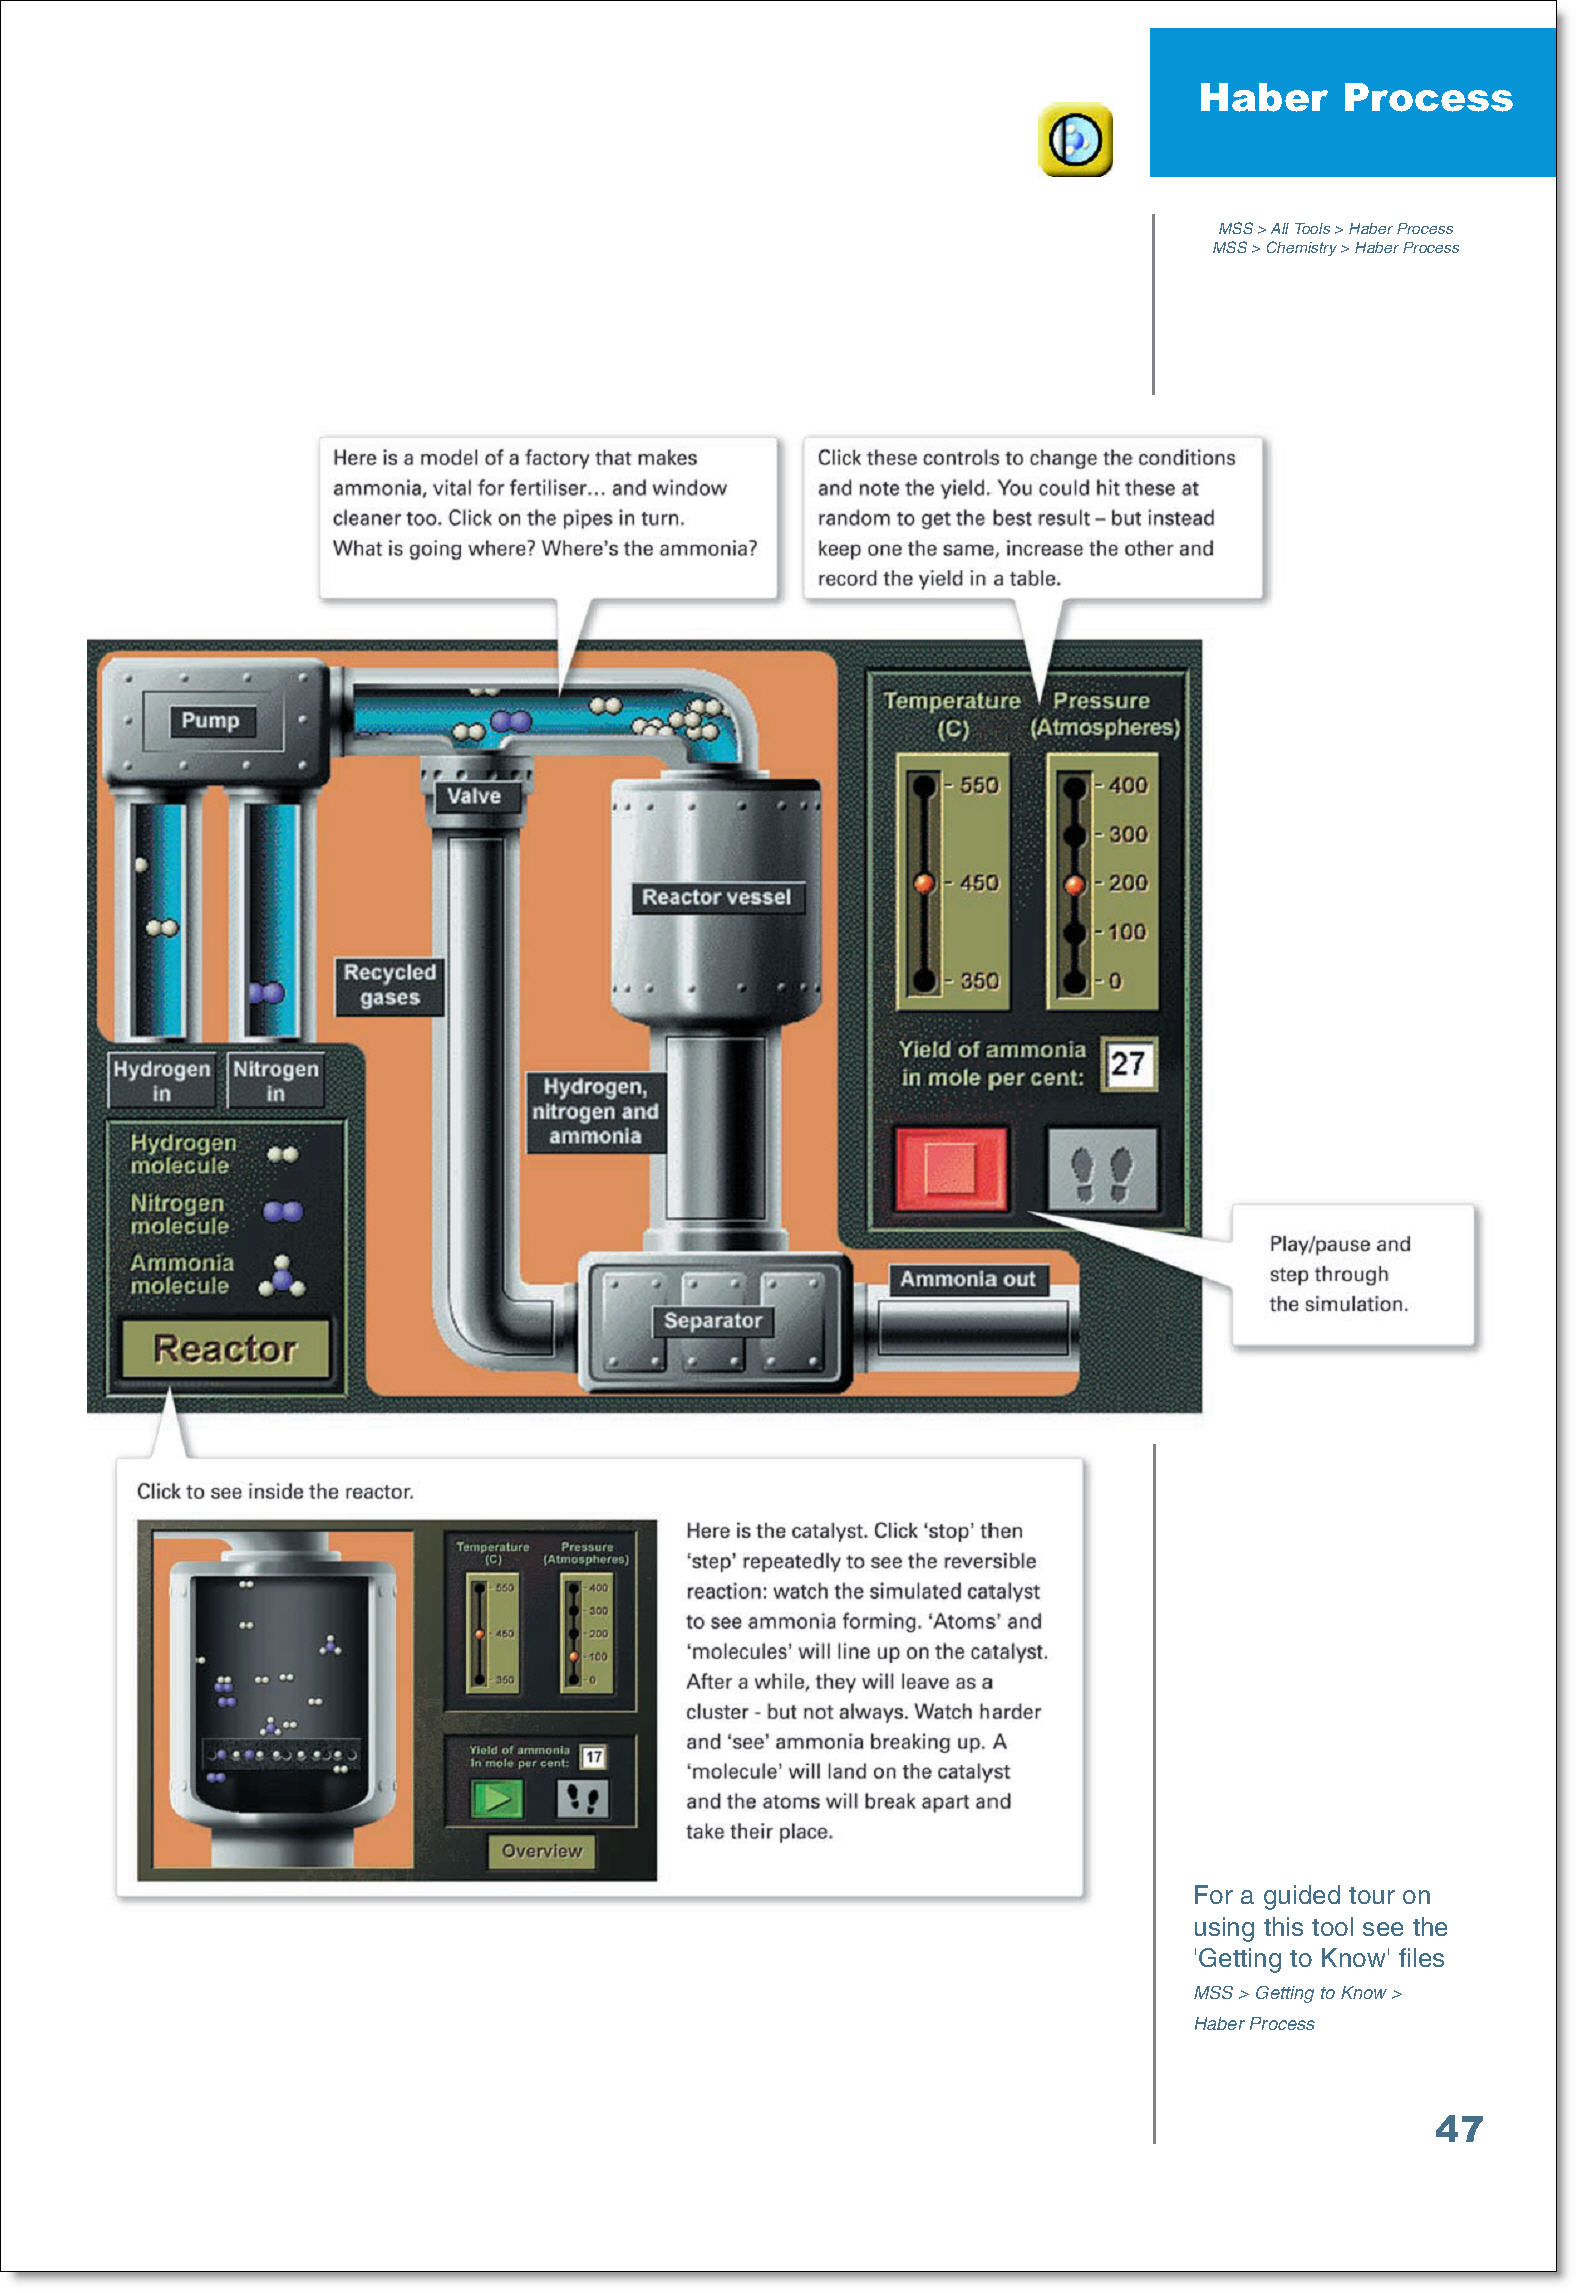 Haber Process
MSS > All Tools > Haber Process
MSS > Chemistry > Haber Process
Here is a model of a factory that makes
ammonia, vital for fertiliser... and window
cleaner too. Click on the pipes in turn.
What is going where? Where's the ammonia?
Click these controls to change the conditions
and note the yield. You could hit these at
random to get the best result – but instead
keep one the same, increase the other and
record the yield in a table.
Pump
Valve
Reactor vessel
Recycled
gases
Hydrogen
in
Nitrogen
in
Hydrogen,
nitrogen and
ammonia
Hydrogen
molecule
Nitrogen
molecule
Ammonia
molecule
Reactor
Separator
Ammonia out
Temperature
(C)
550
450
350
Pressure
(Atmospheres)
400
300
200
100
0
Yield of ammonia
in mole per cent:
27
Play/pause and
step through
the simulation.
Click to see inside the reactor.
Temperature
(C)
550
450
350
Pressure
(Atmospheres)
400
300
200
100
0
Yield of ammonia
in mole per cent:
17
Overview
Here is the catalyst. Click ‘stop’ then
‘step’ repeatedly to see the reversible
reaction: watch the simulated catalyst
to see ammonia forming. ‘Atoms’ and
‘molecules’ will line up on the catalyst.
After a while, they will leave as a
cluster - but not always. Watch harder
and ‘see’ ammonia breaking up. A
‘molecule’ will land on the catalyst
and the atoms will break apart and
take their place.
For a guided tour on
using this tool see the
'Getting to Know' files
MSS > Getting to Know >
Haber Process
47